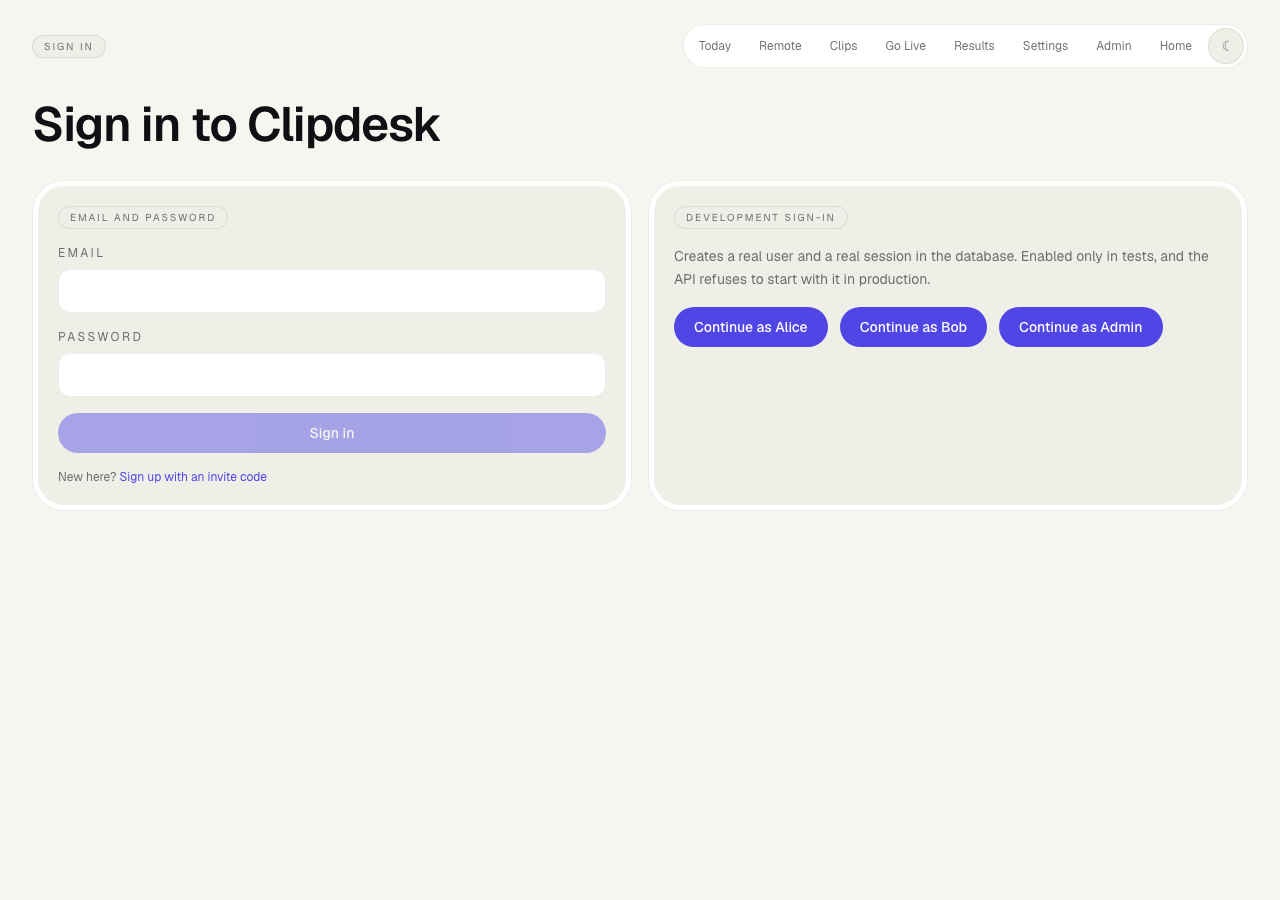 SIGN IN
Today Remote Clips Go Live Results Settings Admin Home
Sign in to Clipdesk
EMAIL AND PASSWORD
EMAIL
PASSWORD
Sign in
New here? Sign up with an invite code
DEVELOPMENT SIGN-IN
Creates a real user and a real session in the database. Enabled only in tests, and the
API refuses to start with it in production.
Continue as Alice Continue as Bob Continue as Admin